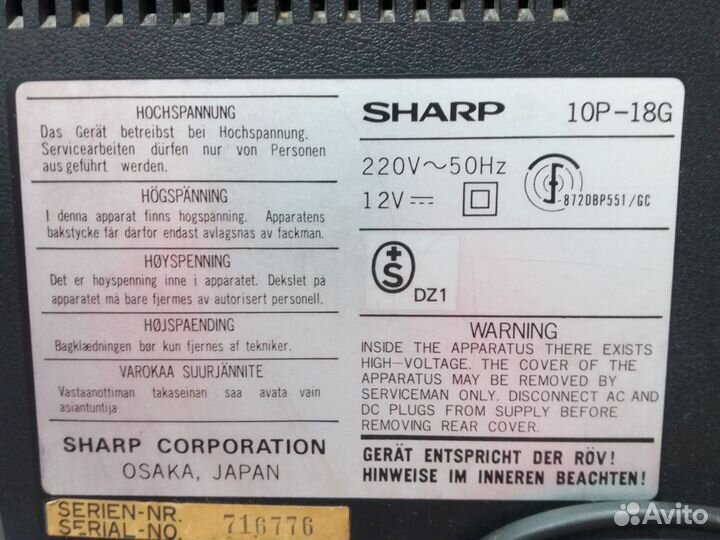 HOCHSPANNUNG
Das Gerät betreibst bei Hochspannung.
Servicearbeiten dürfen nur von Personen
aus geführt werden.
HÖGSPÄNNING
I denna apparat finns hogspanning. Apparatens
bakstycke får darfor endast avlagsnas av fackman.
HØYSPENNING
Det er høyspenning inne i apparatet. Dekslet på
apparatet må bare fjermes av autorisert personell.
HØJSPAENDING
Bagklædningen bør kun fjernes af tekniker.
VAROKAA SUURJÄNNITE
Vastaanottiman takaseinan saa avata vain
asiantuntija.
SHARP CORPORATION
OSAKA, JAPAN
SHARP 10P-18G
220V~50Hz
12V
872DBP551/GC
+S
DZ1
WARNING
INSIDE THE APPARATUS THERE EXISTS
HIGH-VOLTAGE. THE COVER OF THE
APPARATUS MAY BE REMOVED BY
SERVICEMAN ONLY. DISCONNECT AC AND
DC PLUGS FROM SUPPLY BEFORE
REMOVING REAR COVER.
GERÄT ENTSPRICHT DER RÖV!
HINWEISE IM INNEREN BEACHTEN!
SERIEN-NR.
SERIAL-NO. 716776
Avito